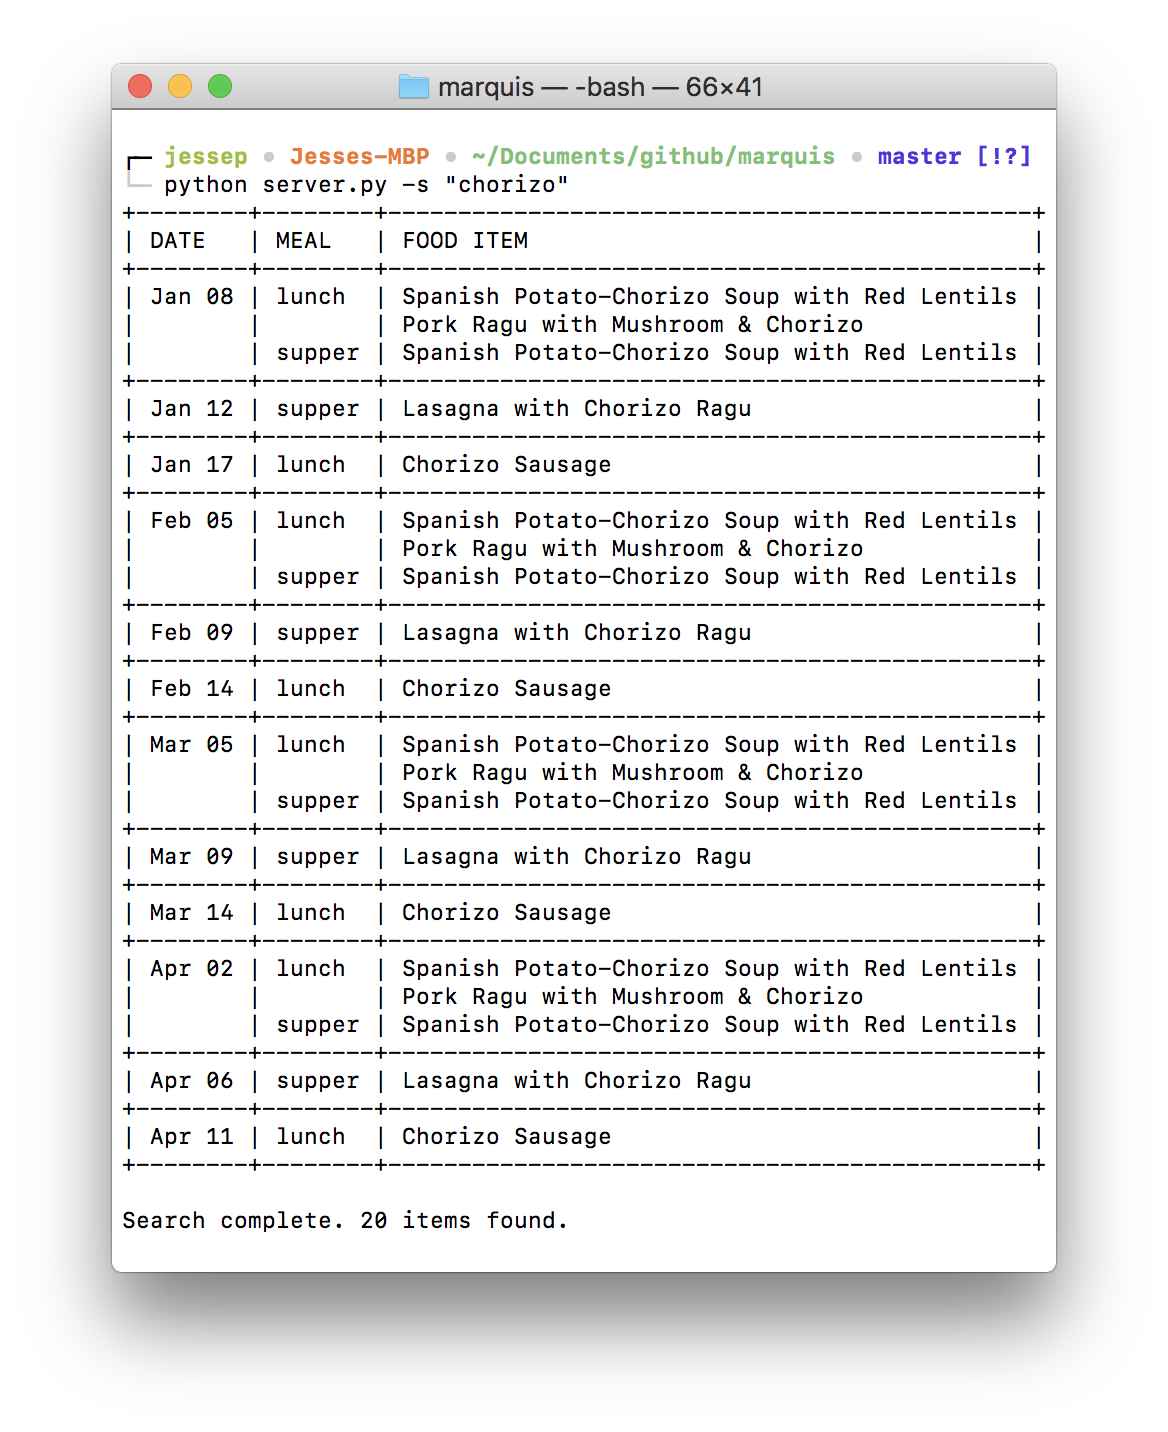 marquis — -bash — 66×41
jessep • Jesses-MBP • ~/Documents/github/marquis • master [!?]
python server.py -s "chorizo"
+--------+--------+----------------------------------------------+
| DATE   | MEAL   | FOOD ITEM                                    |
+--------+--------+----------------------------------------------+
| Jan 08 | lunch  | Spanish Potato-Chorizo Soup with Red Lentils |
|        |        | Pork Ragu with Mushroom & Chorizo            |
|        | supper | Spanish Potato-Chorizo Soup with Red Lentils |
+--------+--------+----------------------------------------------+
| Jan 12 | supper | Lasagna with Chorizo Ragu                    |
+--------+--------+----------------------------------------------+
| Jan 17 | lunch  | Chorizo Sausage                              |
+--------+--------+----------------------------------------------+
| Feb 05 | lunch  | Spanish Potato-Chorizo Soup with Red Lentils |
|        |        | Pork Ragu with Mushroom & Chorizo            |
|        | supper | Spanish Potato-Chorizo Soup with Red Lentils |
+--------+--------+----------------------------------------------+
| Feb 09 | supper | Lasagna with Chorizo Ragu                    |
+--------+--------+----------------------------------------------+
| Feb 14 | lunch  | Chorizo Sausage                              |
+--------+--------+----------------------------------------------+
| Mar 05 | lunch  | Spanish Potato-Chorizo Soup with Red Lentils |
|        |        | Pork Ragu with Mushroom & Chorizo            |
|        | supper | Spanish Potato-Chorizo Soup with Red Lentils |
+--------+--------+----------------------------------------------+
| Mar 09 | supper | Lasagna with Chorizo Ragu                    |
+--------+--------+----------------------------------------------+
| Mar 14 | lunch  | Chorizo Sausage                              |
+--------+--------+----------------------------------------------+
| Apr 02 | lunch  | Spanish Potato-Chorizo Soup with Red Lentils |
|        |        | Pork Ragu with Mushroom & Chorizo            |
|        | supper | Spanish Potato-Chorizo Soup with Red Lentils |
+--------+--------+----------------------------------------------+
| Apr 06 | supper | Lasagna with Chorizo Ragu                    |
+--------+--------+----------------------------------------------+
| Apr 11 | lunch  | Chorizo Sausage                              |
+--------+--------+----------------------------------------------+
Search complete. 20 items found.